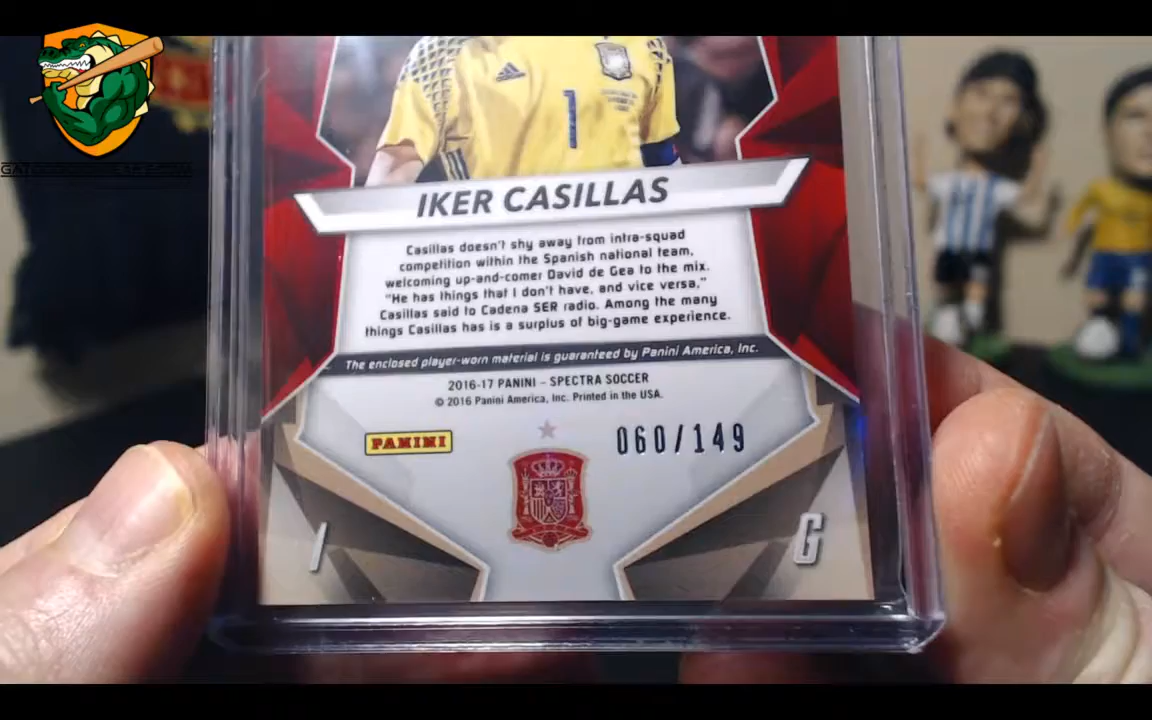 1
IKER CASILLAS
Casillas doesn't shy away from intra-squad
competition within the Spanish national team,
welcoming up-and-comer David de Gea to the mix.
"He has things that I don't have, and vice versa,"
Casillas said to Cadena SER radio. Among the many
things Casillas has is a surplus of big-game experience.
The enclosed player-worn material is guaranteed by Panini America, Inc.
2016-17 PANINI – SPECTRA SOCCER
© 2016 Panini America, Inc. Printed in the USA.
PANINI
060/149
1
G